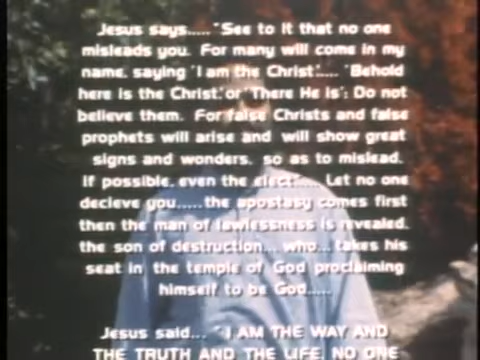 Jesus says....."See to it that no one
misleads you. For many will come in my
name, saying 'I am the Christ'.... 'Behold
here is the Christ,' or 'There He is': Do not
believe them. For false Christs and false
prophets will arise and will show great
signs and wonders, so as to mislead,
if possible, even the elect".... Let no one
decieve you.....the apostasy comes first
then the man of lawlessness is revealed,
the son of destruction... who... takes his
seat in the temple of God proclaiming
himself to be God.....
Jesus said... " I AM THE WAY AND
THE TRUTH AND THE LIFE, NO ONE